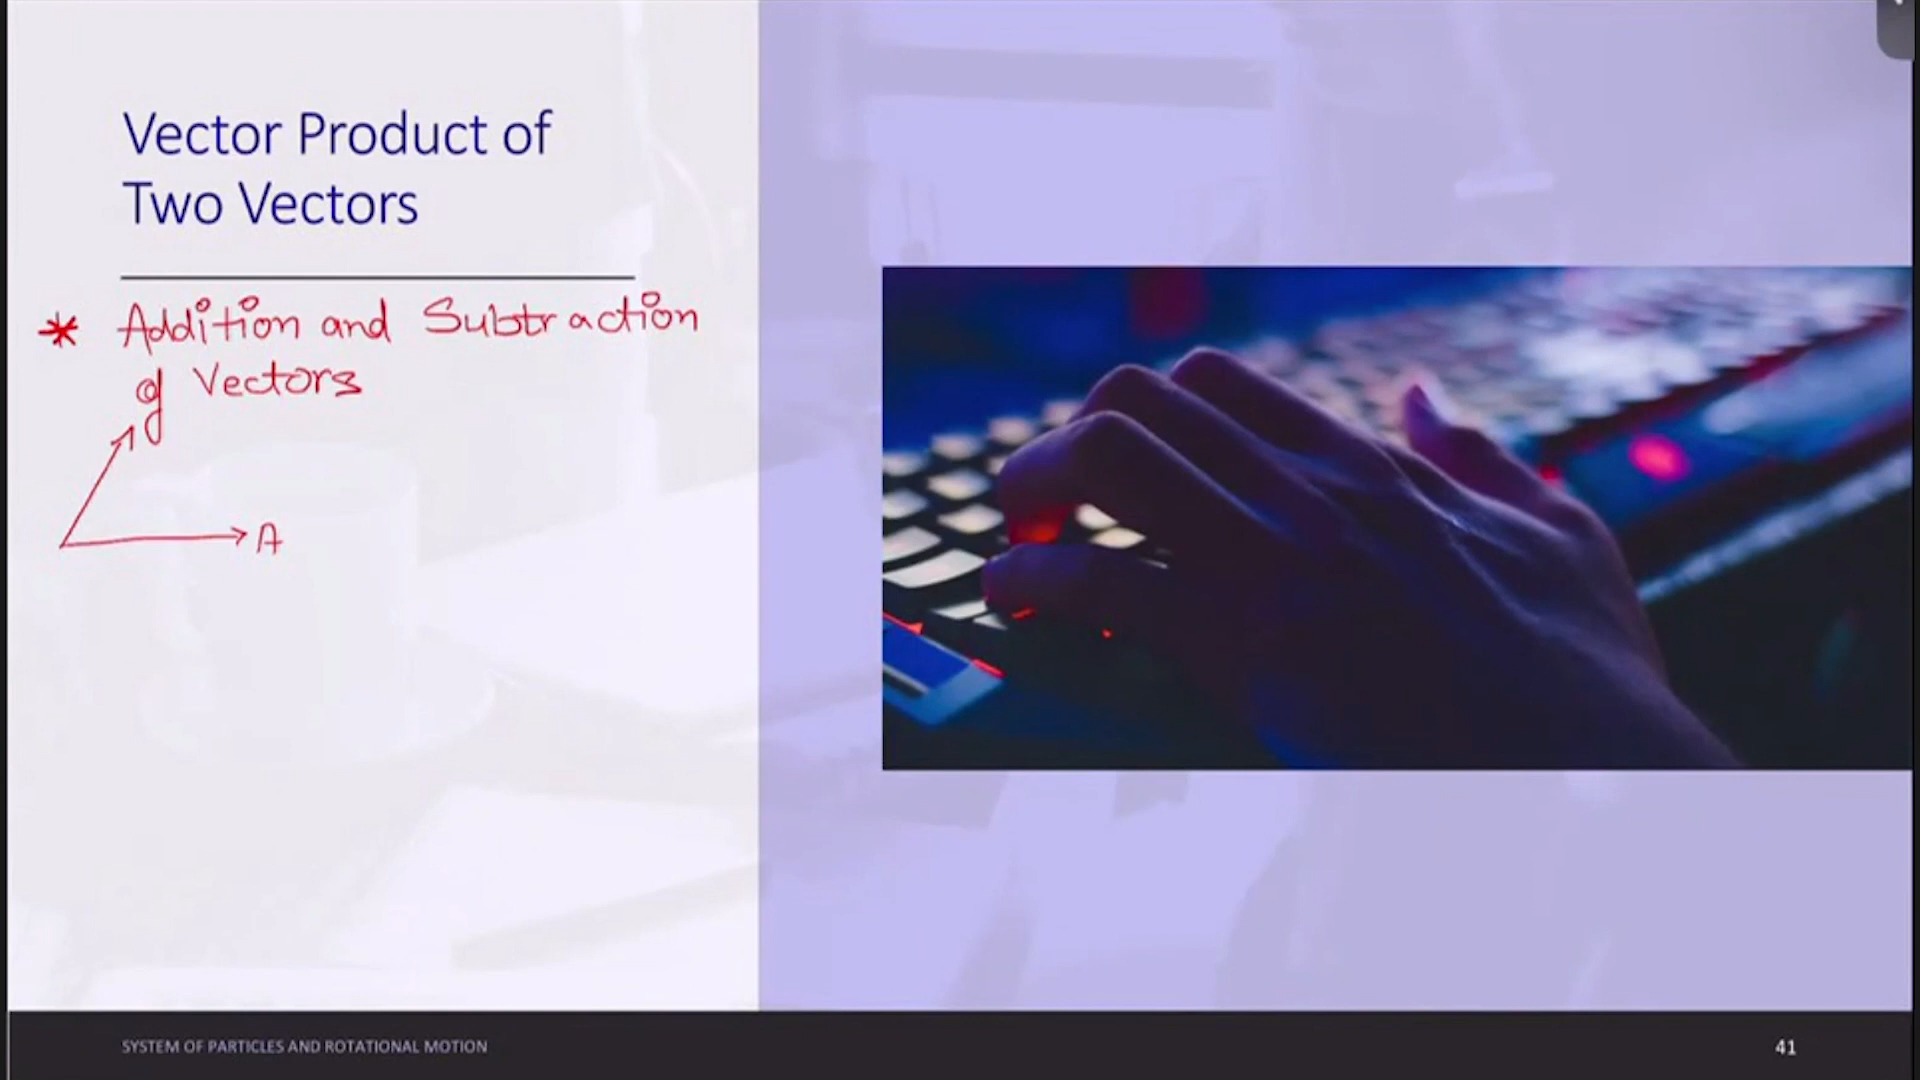 Vector Product of
Two Vectors
* Addition and Subtraction
of Vectors
A
SYSTEM OF PARTICLES AND ROTATIONAL MOTION
41